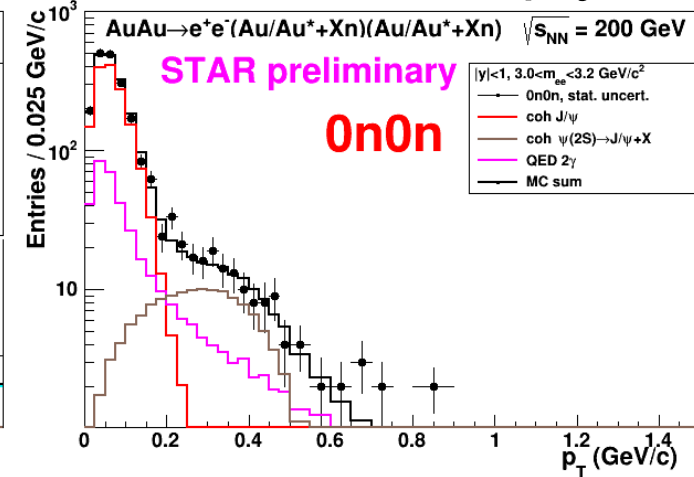 AuAu→e⁺e⁻(Au/Au*+Xn)(Au/Au*+Xn) √sNN = 200 GeV
STAR preliminary
|y|<1, 3.0<mee<3.2 GeV/c²
0n0n, stat. uncert.
coh J/ψ
coh ψ(2S)→J/ψ+X
QED 2γ
MC sum
0n0n
Entries / 0.025 GeV/c
10³
10²
10
0 0.2 0.4 0.6 0.8 1 1.2 1.4
pT (GeV/c)